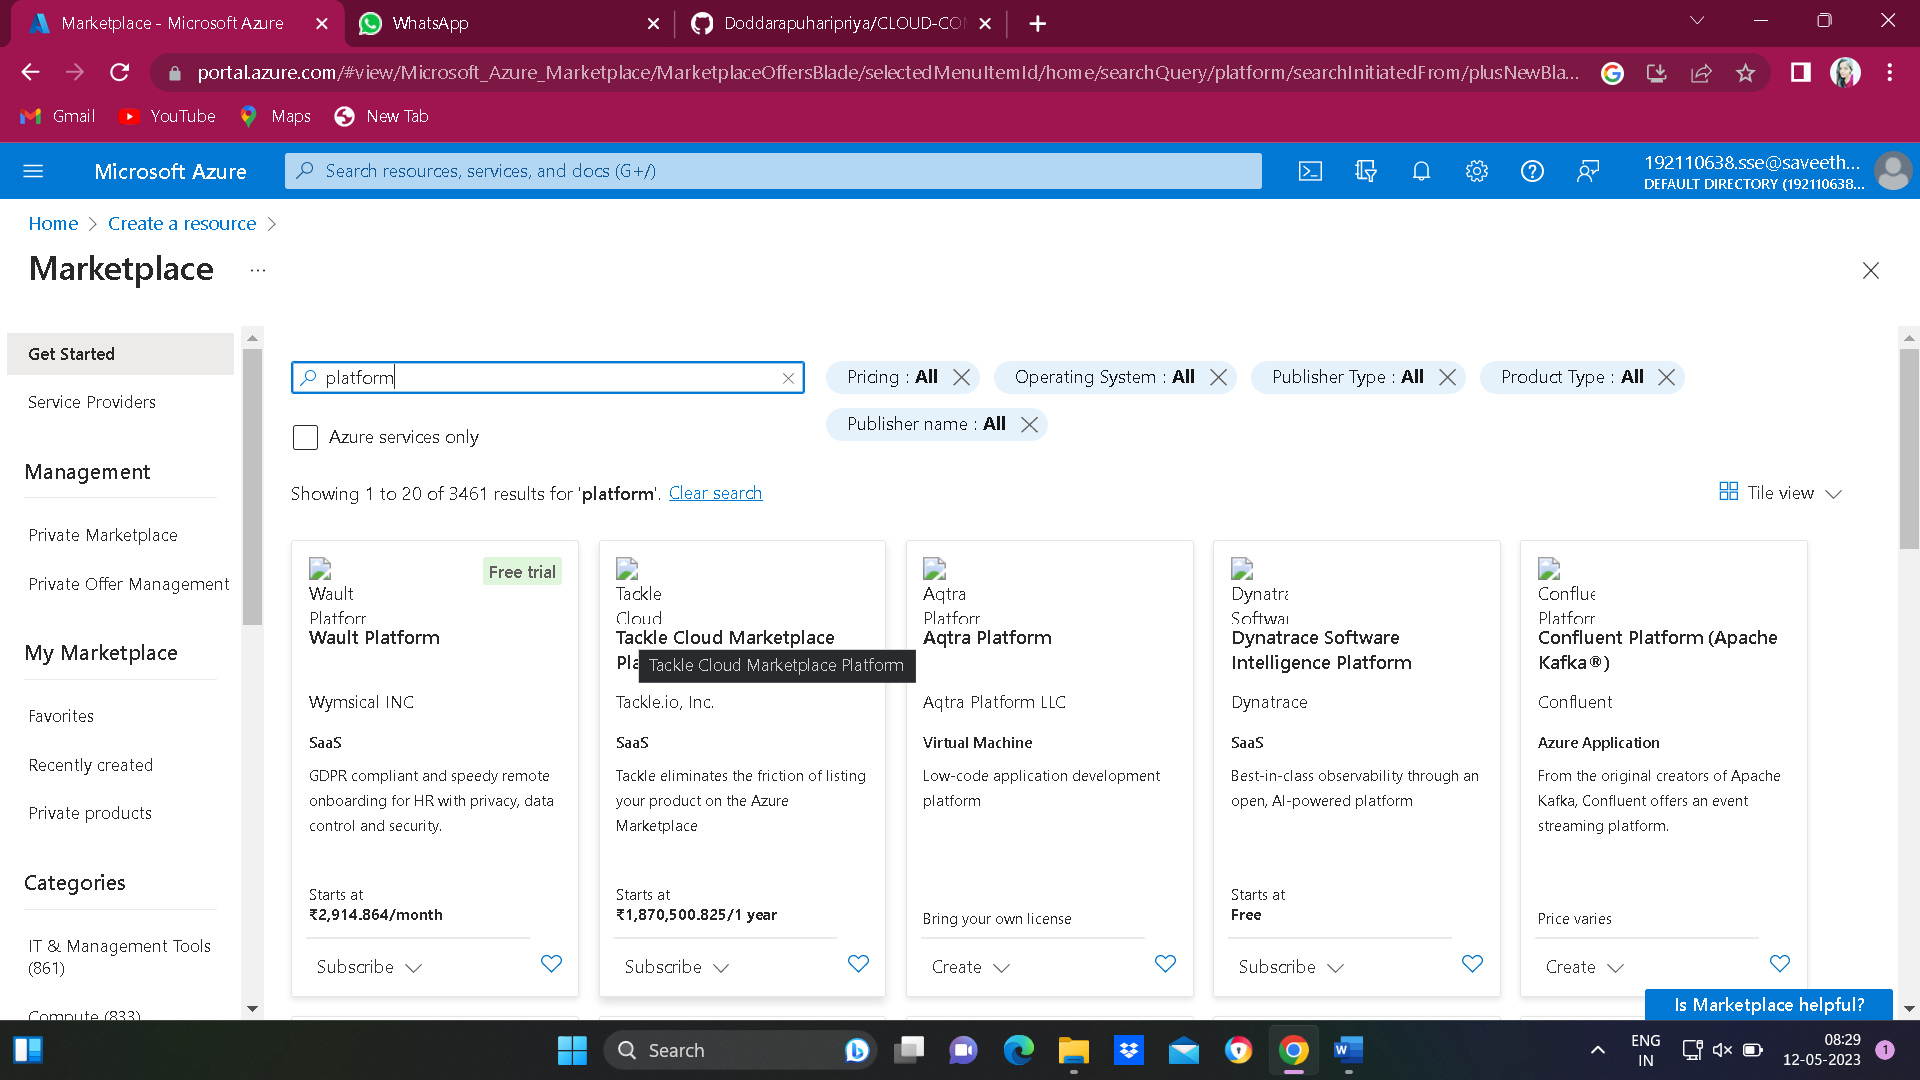 Marketplace - Microsoft Azure
WhatsApp
Doddarapuharipriya/CLOUD-CO
portal.azure.com/#view/Microsoft_Azure_Marketplace/MarketplaceOffersBlade/selectedMenuItemId/home/searchQuery/platform/searchInitiatedFrom/plusNewBla...
Gmail
YouTube
Maps
New Tab
Microsoft Azure
Search resources, services, and docs (G+/)
192110638.sse@saveeth...
DEFAULT DIRECTORY (192110638...
Home
Create a resource
Marketplace
...
Get Started
Service Providers
Management
Private Marketplace
Private Offer Management
My Marketplace
Favorites
Recently created
Private products
Categories
IT & Management Tools
(861)
Compute (833)
platform
Pricing : All
Operating System : All
Publisher Type : All
Product Type : All
Publisher name : All
Azure services only
Showing 1 to 20 of 3461 results for 'platform'. Clear search
Tile view
Wault
Platform
Free trial
Wault Platform
Wymsical INC
SaaS
GDPR compliant and speedy remote
onboarding for HR with privacy, data
control and security.
Starts at
₹2,914.864/month
Subscribe
Tackle
Cloud
Tackle Cloud Marketplace
Pla
Tackle Cloud Marketplace Platform
Tackle.io, Inc.
SaaS
Tackle eliminates the friction of listing
your product on the Azure
Marketplace
Starts at
₹1,870,500.825/1 year
Subscribe
Aqtra
Platform
Aqtra Platform
Aqtra Platform LLC
Virtual Machine
Low-code application development
platform
Bring your own license
Create
Dynatra
Softwa
Dynatrace Software
Intelligence Platform
Dynatrace
SaaS
Best-in-class observability through an
open, AI-powered platform
Starts at
Free
Subscribe
Conflue
Platform
Confluent Platform (Apache
Kafka®)
Confluent
Azure Application
From the original creators of Apache
Kafka, Confluent offers an event
streaming platform.
Price varies
Create
Is Marketplace helpful?
Search
ENG
IN
08:29
12-05-2023
1